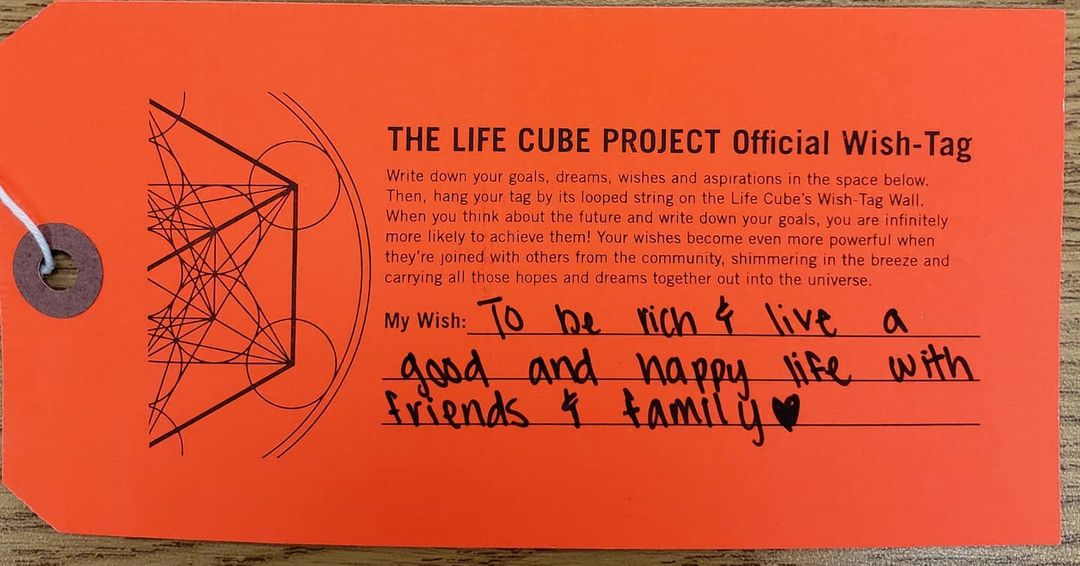 THE LIFE CUBE PROJECT Official Wish-Tag
Write down your goals, dreams, wishes and aspirations in the space below.
Then, hang your tag by its looped string on the Life Cube's Wish-Tag Wall.
When you think about the future and write down your goals, you are infinitely
more likely to achieve them! Your wishes become even more powerful when
they're joined with others from the community, shimmering in the breeze and
carrying all those hopes and dreams together out into the universe.
My Wish: To be rich & live a
good and happy life with
friends & family♥